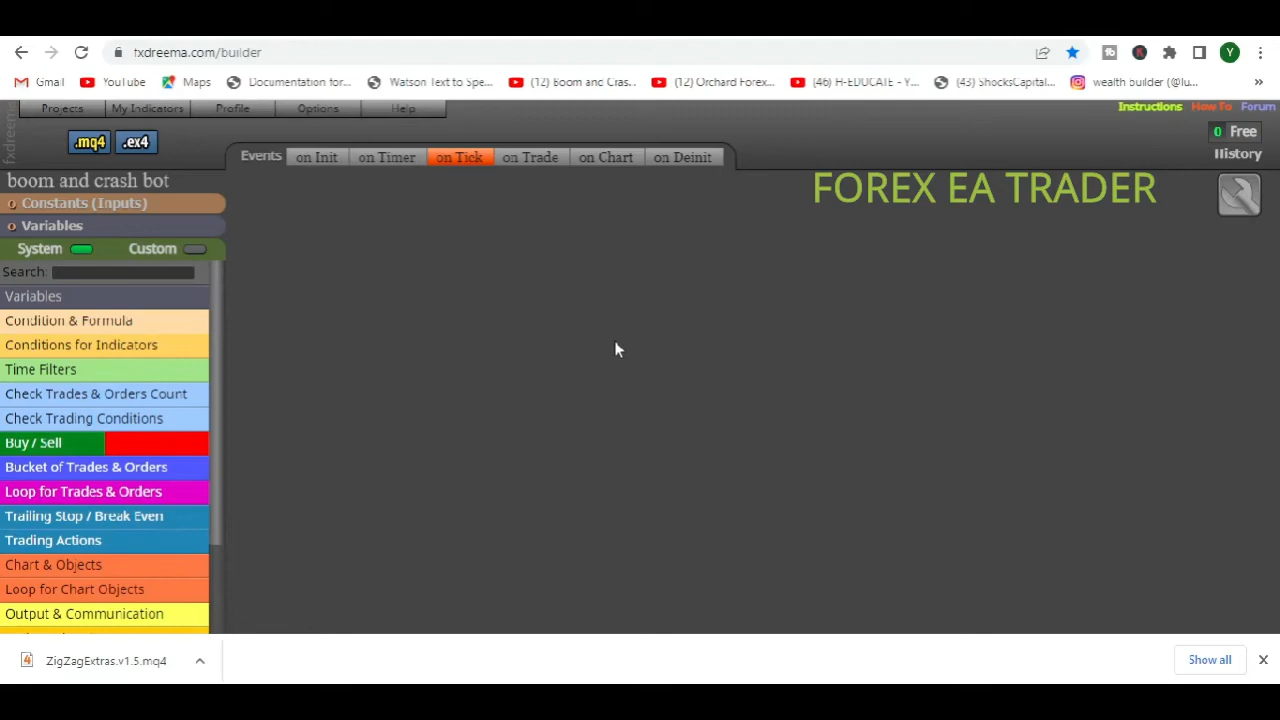 fxdreema.com/builder
Y
Gmail
YouTube
Maps
Documentation for...
Watson Text to Spe...
(12) Boom and Cras...
(12) Orchard Forex...
(46) H-EDUCATE - Y...
(43) ShocksCapital...
wealth builder (@lu...
»
fxdreema
Projects
My Indicators
Profile
Options
Help
Instructions
How To
Forum
.mq4
.ex4
0 Free
History
Events
on Init
on Timer
on Tick
on Trade
on Chart
on Deinit
boom and crash bot
FOREX EA TRADER
Constants (Inputs)
Variables
System
Custom
Search:
Variables
Condition & Formula
Conditions for Indicators
Time Filters
Check Trades & Orders Count
Check Trading Conditions
Buy / Sell
Bucket of Trades & Orders
Loop for Trades & Orders
Trailing Stop / Break Even
Trading Actions
Chart & Objects
Loop for Chart Objects
Output & Communication
ZigZagExtras.v1.5.mq4
Show all